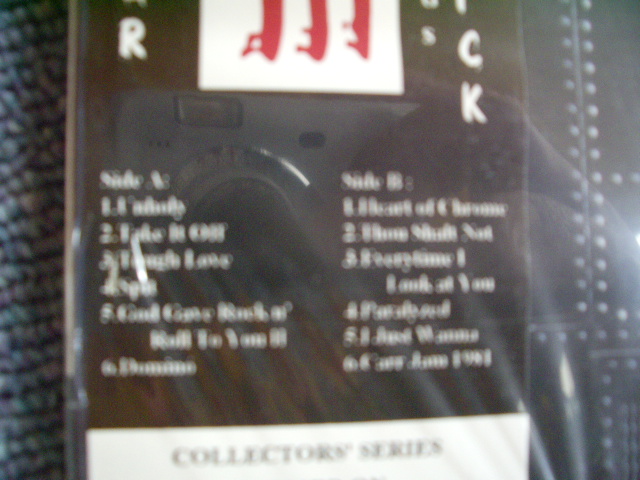 R
s
C
K
Side A:
1.Unholy
2.Take It Off
3.Tough Love
4.Spit
5.God Gave Rock n'
Roll To You II
6.Domino
Side B :
1.Heart of Chrome
2.Thou Shalt Not
3.Everytime I
Look at You
4.Paralyzed
5.I Just Wanna
6.Carr Jam 1981
COLLECTORS' SERIES